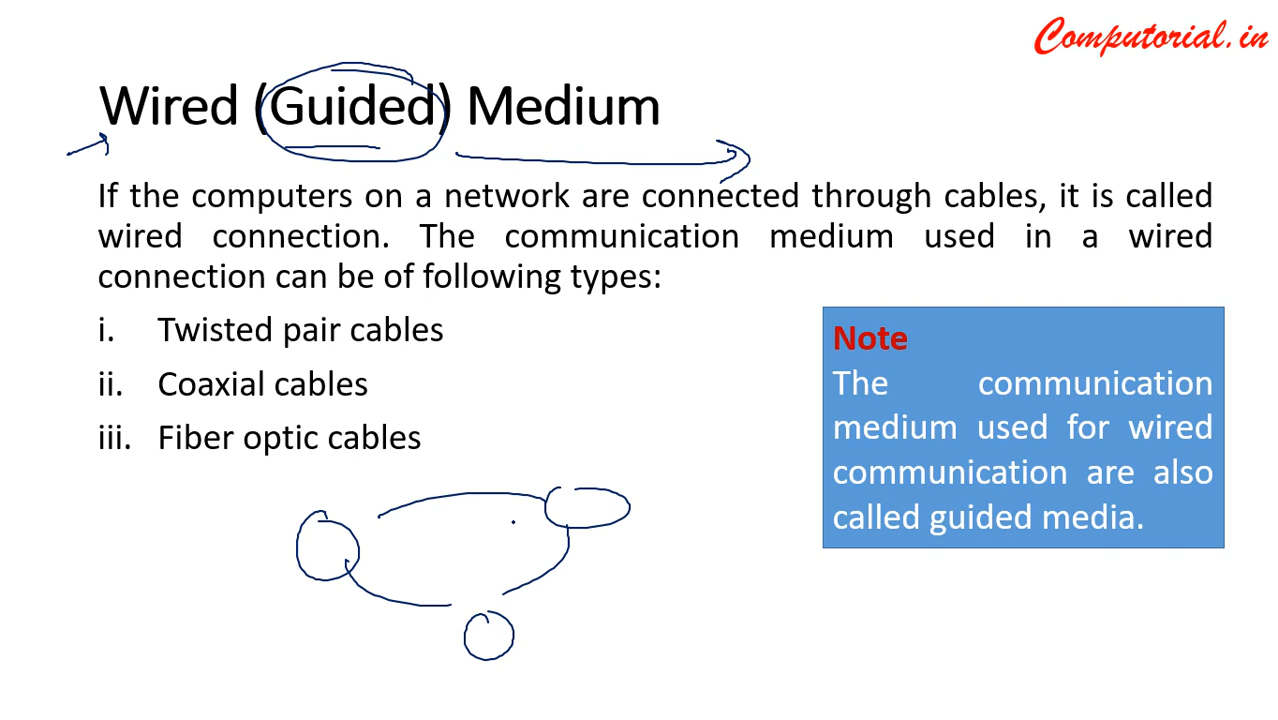 Computorial.in
Wired (Guided) Medium
If the computers on a network are connected through cables, it is called
wired connection. The communication medium used in a wired
connection can be of following types:
i. Twisted pair cables
ii. Coaxial cables
iii. Fiber optic cables
Note
The communication
medium used for wired
communication are also
called guided media.